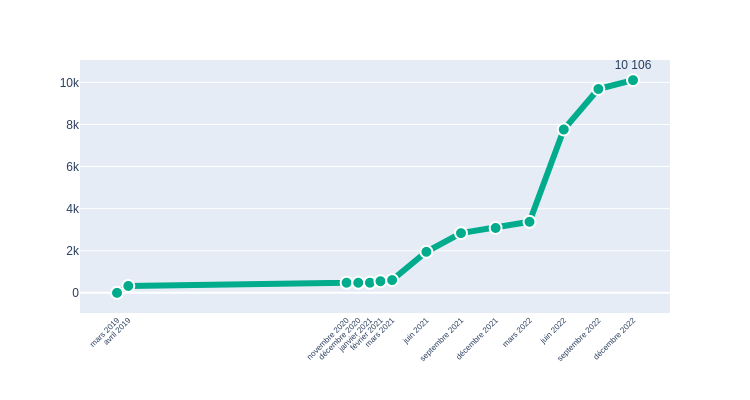 10 106
10k
8k
6k
4k
2k
0
mars 2019
avril 2019
novembre 2020
décembre 2020
janvier 2021
février 2021
mars 2021
juin 2021
septembre 2021
décembre 2021
mars 2022
juin 2022
septembre 2022
décembre 2022